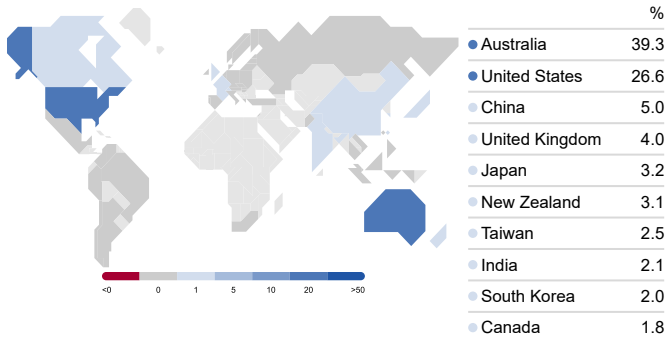 %
Australia 39.3
United States 26.6
China 5.0
United Kingdom 4.0
Japan 3.2
New Zealand 3.1
Taiwan 2.5
India 2.1
South Korea 2.0
Canada 1.8
<0 0 1 5 10 20 >50